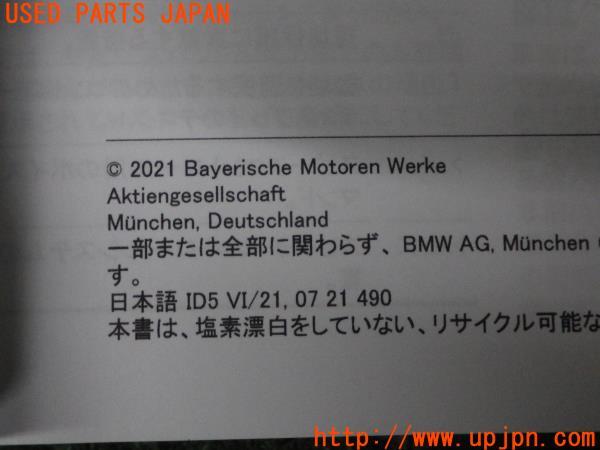 USED PARTS JAPAN
© 2021 Bayerische Motoren Werke
Aktiengesellschaft
München, Deutschland
一部または全部に関わらず、BMW AG, München
す。
日本語 ID5 VI/21, 07 21 490
本書は、塩素漂白をしていない、リサイクル可能な
http://www.upjpn.com